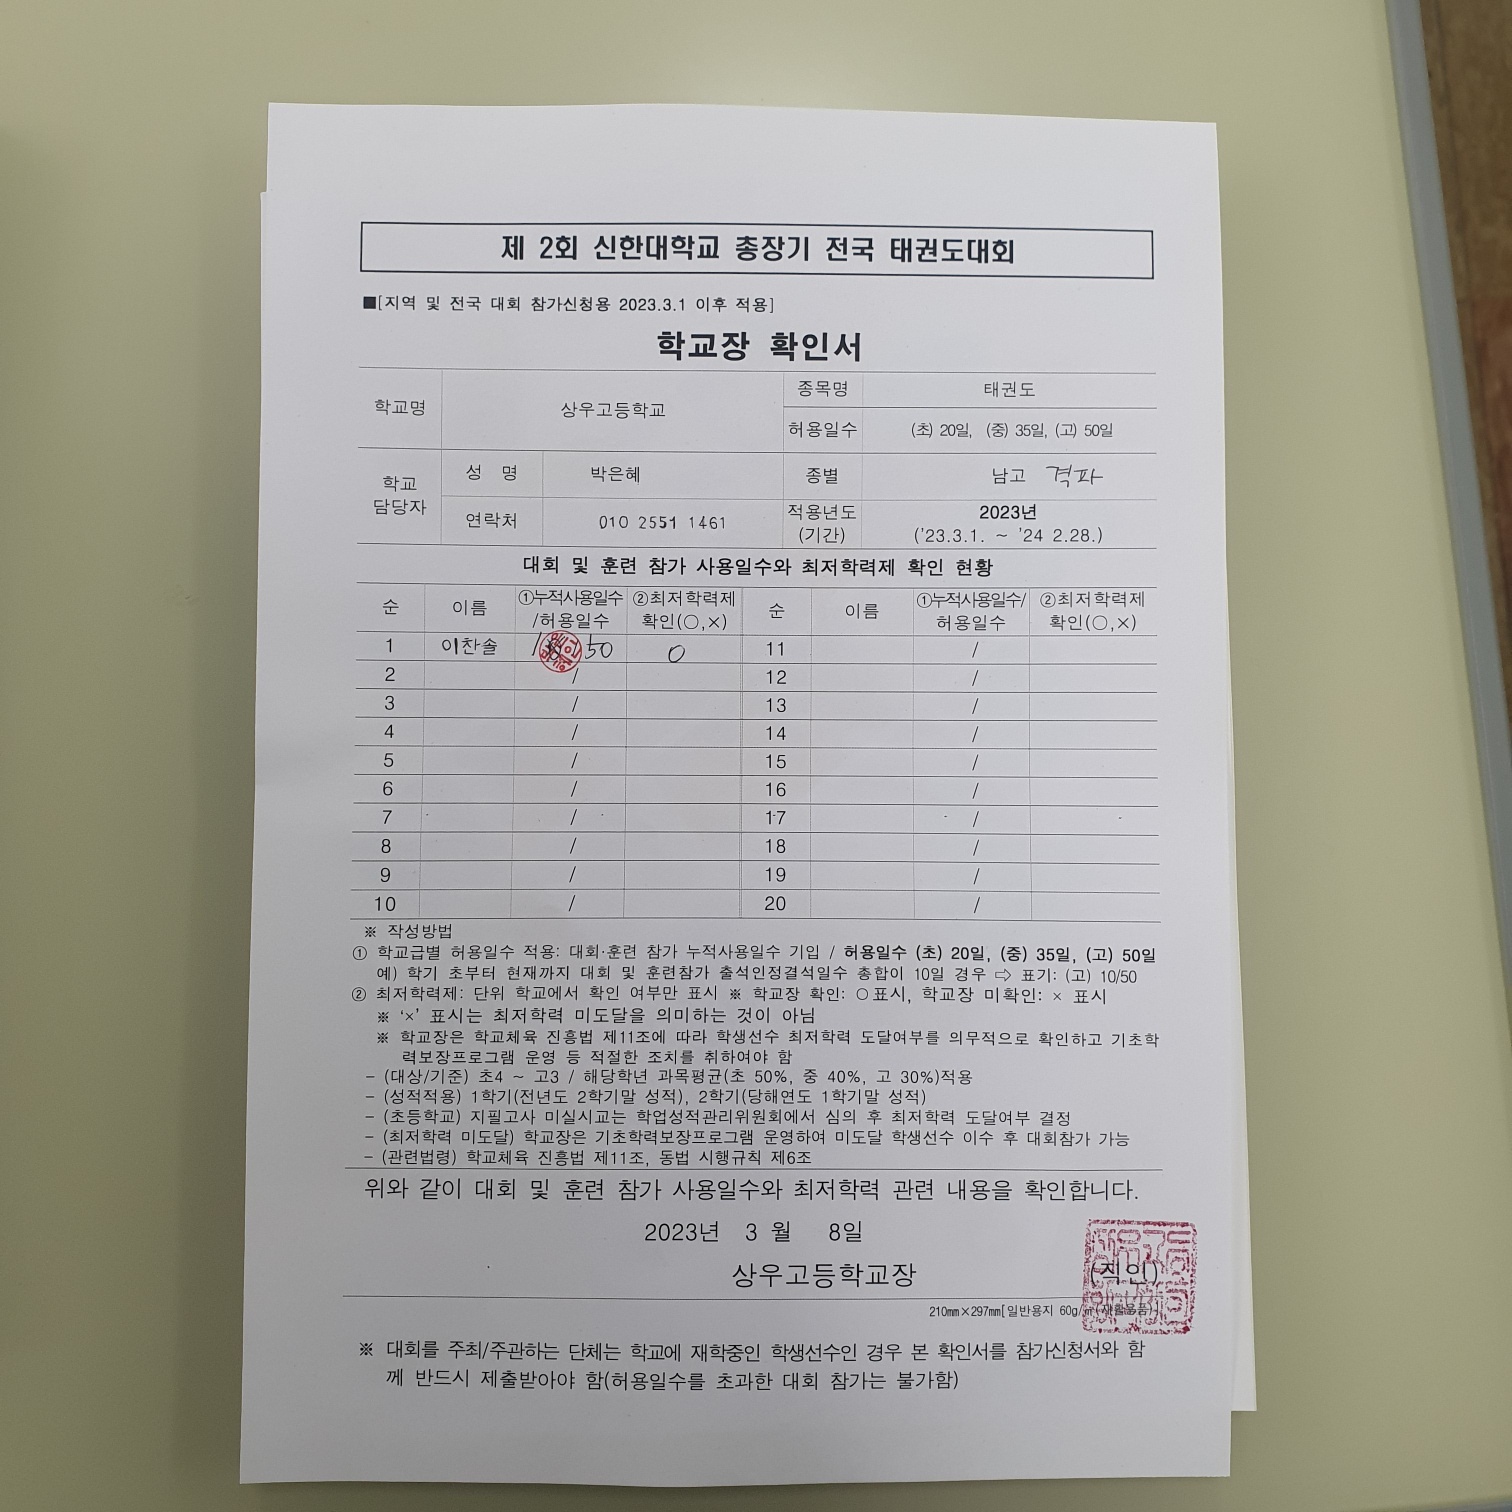 제 2회 신한대학교 총장기 전국 태권도대회
■[지역 및 전국 대회 참가신청용 2023.3.1 이후 적용]
학교장 확인서
학교명 상우고등학교 종목명 태권도
허용일수 (초) 20일, (중) 35일, (고) 50일
학교 담당자 성 명 박은혜 종별 남고 격파
연락처 010 2551 1461 적용년도 (기간) 2023년 ('23.3.1. ~ '24 2.28.)
대회 및 훈련 참가 사용일수와 최저학력제 확인 현황
순 이름 ①누적사용일수 /허용일수 ②최저학력제 확인(○,×) 순 이름 ①누적사용일수/ 허용일수 ②최저학력제 확인(○,×)
1 이찬솔 50 O 11 /
2 / 12 /
3 / 13 /
4 / 14 /
5 / 15 /
6 / 16 /
7 / 17 /
8 / 18 /
9 / 19 /
10 / 20 /
※ 작성방법
① 학교급별 허용일수 적용: 대회·훈련 참가 누적사용일수 기입 / 허용일수 (초) 20일, (중) 35일, (고) 50일
예) 학기 초부터 현재까지 대회 및 훈련참가 출석인정결석일수 총합이 10일 경우 ⇨ 표기: (고) 10/50
② 최저학력제: 단위 학교에서 확인 여부만 표시 ※ 학교장 확인: ○표시, 학교장 미확인: × 표시
※ '×' 표시는 최저학력 미도달을 의미하는 것이 아님
※ 학교장은 학교체육 진흥법 제11조에 따라 학생선수 최저학력 도달여부를 의무적으로 확인하고 기초학
력보장프로그램 운영 등 적절한 조치를 취하여야 함
- (대상/기준) 초4 ~ 고3 / 해당학년 과목평균(초 50%, 중 40%, 고 30%)적용
- (성적적용) 1학기(전년도 2학기말 성적), 2학기(당해연도 1학기말 성적)
- (초등학교) 지필고사 미실시교는 학업성적관리위원회에서 심의 후 최저학력 도달여부 결정
- (최저학력 미도달) 학교장은 기초학력보장프로그램 운영하여 미도달 학생선수 이수 후 대회참가 가능
- (관련법령) 학교체육 진흥법 제11조, 동법 시행규칙 제6조
위와 같이 대회 및 훈련 참가 사용일수와 최저학력 관련 내용을 확인합니다.
2023년 3 월 8일
상우고등학교장 (직인)
210mm×297mm[일반용지 60g/㎡(재활용품)]
※ 대회를 주최/주관하는 단체는 학교에 재학중인 학생선수인 경우 본 확인서를 참가신청서와 함
께 반드시 제출받아야 함(허용일수를 초과한 대회 참가는 불가함)